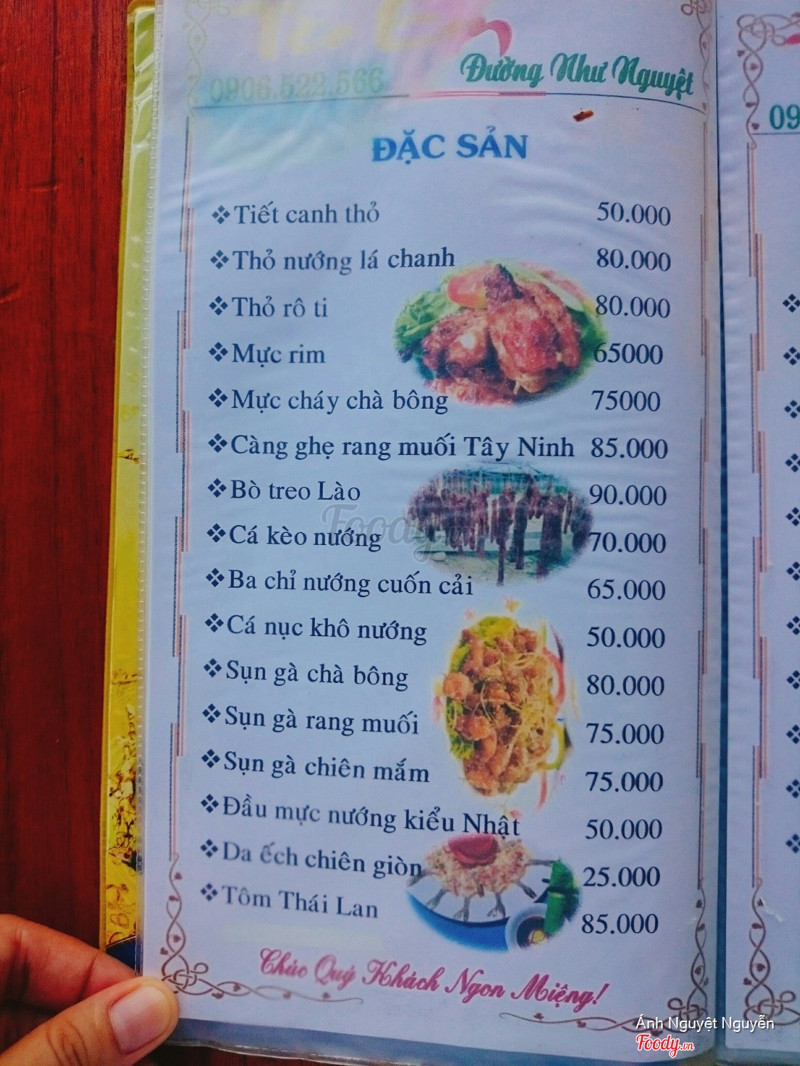 0906.522.566
Đường Như Nguyệt
09
ĐẶC SẢN
❖Tiết canh thỏ 50.000
❖Thỏ nướng lá chanh 80.000
❖Thỏ rô ti 80.000
❖Mực rim 65000
❖Mực cháy chà bông 75000
❖Càng ghẹ rang muối Tây Ninh 85.000
❖Bò treo Lào 90.000
❖Cá kèo nướng 70.000
❖Ba chỉ nướng cuốn cải 65.000
❖Cá nục khô nướng 50.000
❖Sụn gà chà bông 80.000
❖Sụn gà rang muối 75.000
❖Sụn gà chiên mắm 75.000
❖Đầu mực nướng kiểu Nhật 50.000
❖Da ếch chiên giòn 25.000
❖Tôm Thái Lan 85.000
Chúc Quý Khách Ngon Miệng!
Foody
Ánh Nguyệt Nguyễn
Foody.vn